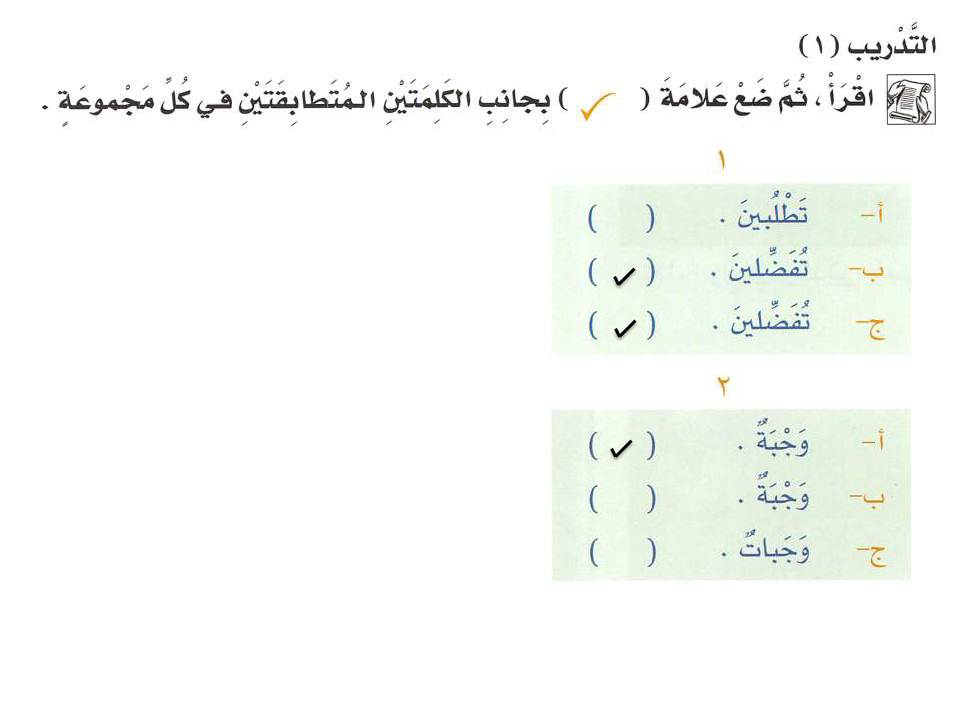 التَّدْريب (١)
اقْرَأْ ، ثُمَّ ضَعْ عَلامَةَ ( ✓ ) بِجانِبِ الكَلِمَتَيْنِ المُتَطابِقَتَيْنِ في كُلِّ مَجْموعَةٍ .
١
أ- تَطْلُبينَ . ( )
ب- تُفَضِّلينَ . ( ✓ )
ج- تُفَضِّلينَ . ( ✓ )
٢
أ- وَجْبَةٌ . ( ✓ )
ب- وَجْبَةٌ . ( )
ج- وَجَباتٌ . ( )